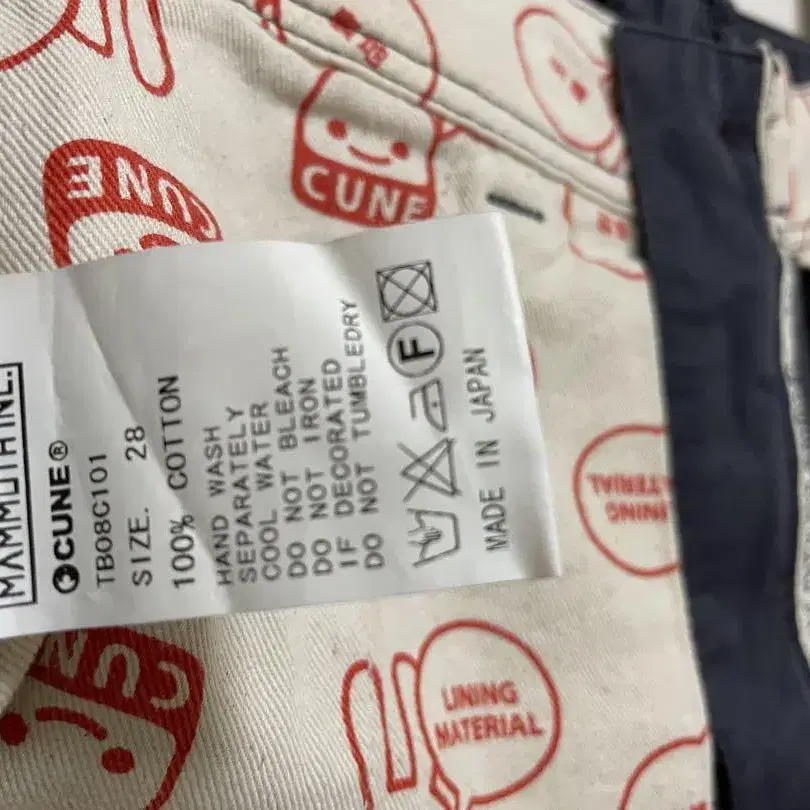 MAMMOTH INC.
CUNE®
TB08C101
SIZE. 28
100% COTTON
HAND WASH
SEPARATELY
COOL WATER
DO NOT BLEACH
DO NOT IRON
IF DECORATED
DO NOT TUMBLEDRY
F
MADE IN JAPAN
CUNE
CUNE
CUNE
LINING
MATERIAL
LINING
MATERIAL